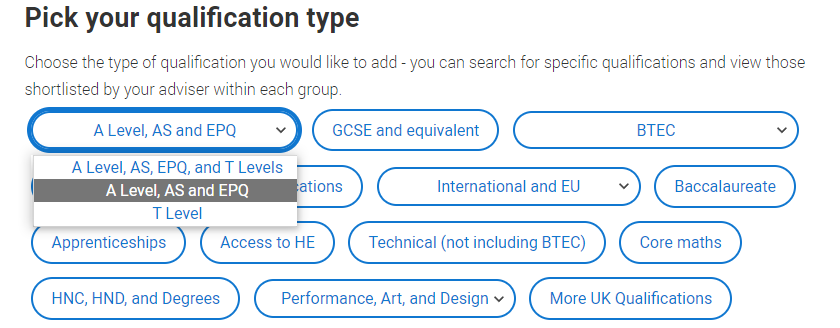 Pick your qualification type
Choose the type of qualification you would like to add - you can search for specific qualifications and view those
shortlisted by your adviser within each group.
A Level, AS and EPQ
GCSE and equivalent
BTEC
A Level, AS, EPQ, and T Levels
A Level, AS and EPQ
T Level
International and EU
Baccalaureate
Apprenticeships
Access to HE
Technical (not including BTEC)
Core maths
HNC, HND, and Degrees
Performance, Art, and Design
More UK Qualifications